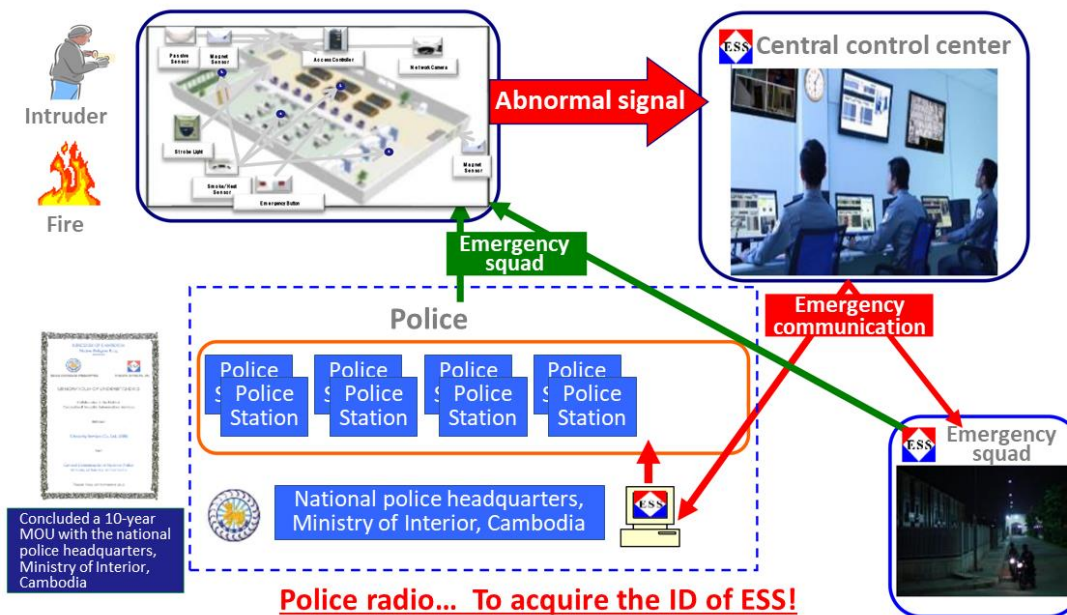 Intruder
Fire
Passive
Sensor
Magnet
Sensor
Access Controller
Network Camera
Strobe Light
Smoke/Heat
Sensor
Emergency Button
Magnet
Sensor
Abnormal signal
ESS
Central control center
Emergency
squad
Emergency
communication
Police
Police
Police
Station
Police
Police
Station
Police
Police
Station
Police
Police
Station
National police headquarters,
Ministry of Interior, Cambodia
ESS
ESS
Emergency
squad
Concluded a 10-year
MOU with the national
police headquarters,
Ministry of Interior,
Cambodia
Police radio... To acquire the ID of ESS!